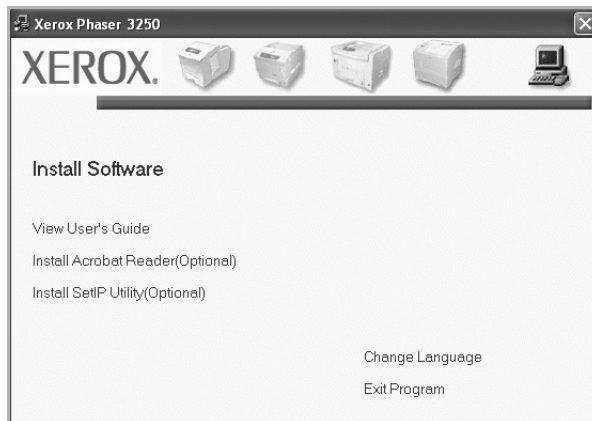 Xerox Phaser 3250
XEROX.
Install Software
View User's Guide
Install Acrobat Reader(Optional)
Install SetIP Utility(Optional)
Change Language
Exit Program